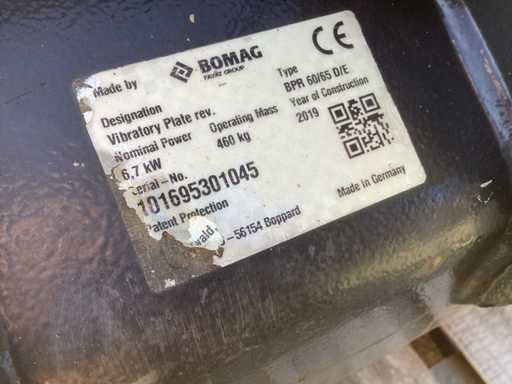 Made by
BOMAG
FAYAT GROUP
CE
Designation
Vibratory Plate rev.
Type
BPR 60/65 D/E
Nominal Power
6,7 kW
Operating Mass
460 kg
Year of Construction
2019
Serial-No.
101695301045
Patent Protection
Made in Germany
wald,
-56154 Boppard